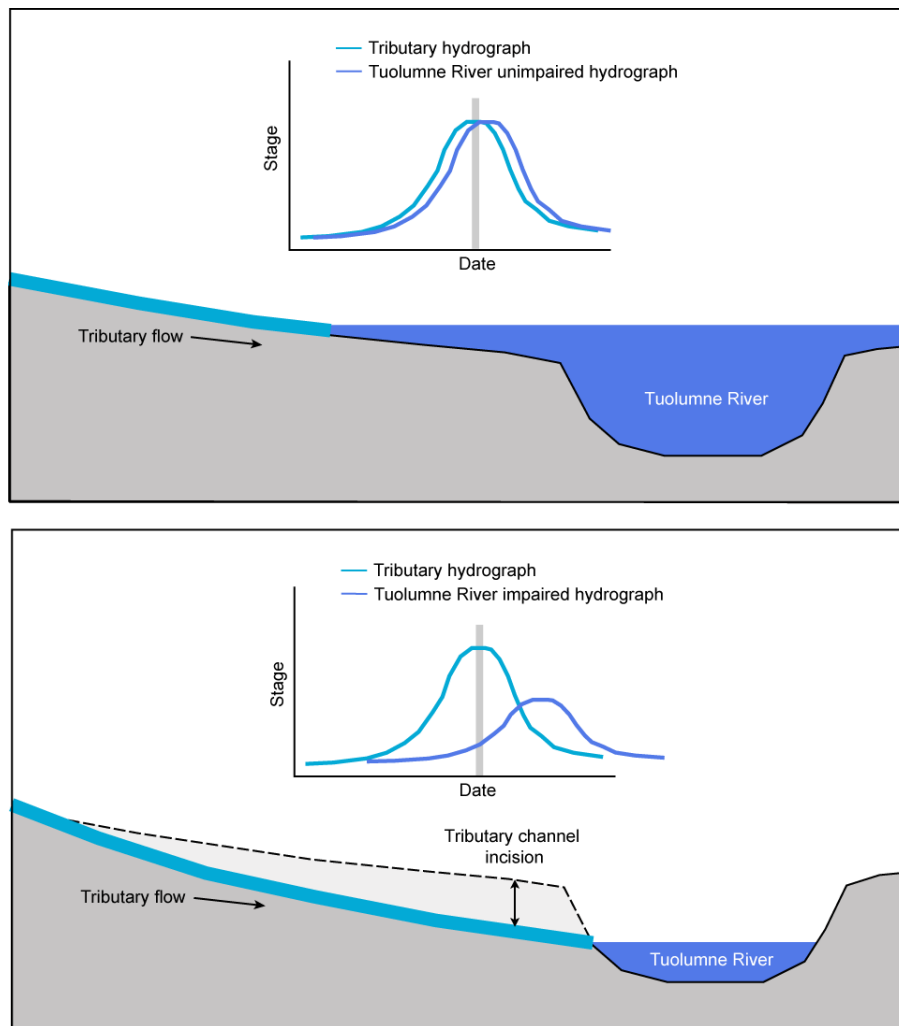 Tributary hydrograph
Tuolumne River unimpaired hydrograph
Stage
Date
Tributary flow
Tuolumne River
Tributary hydrograph
Tuolumne River impaired hydrograph
Stage
Date
Tributary channel
incision
Tributary flow
Tuolumne River